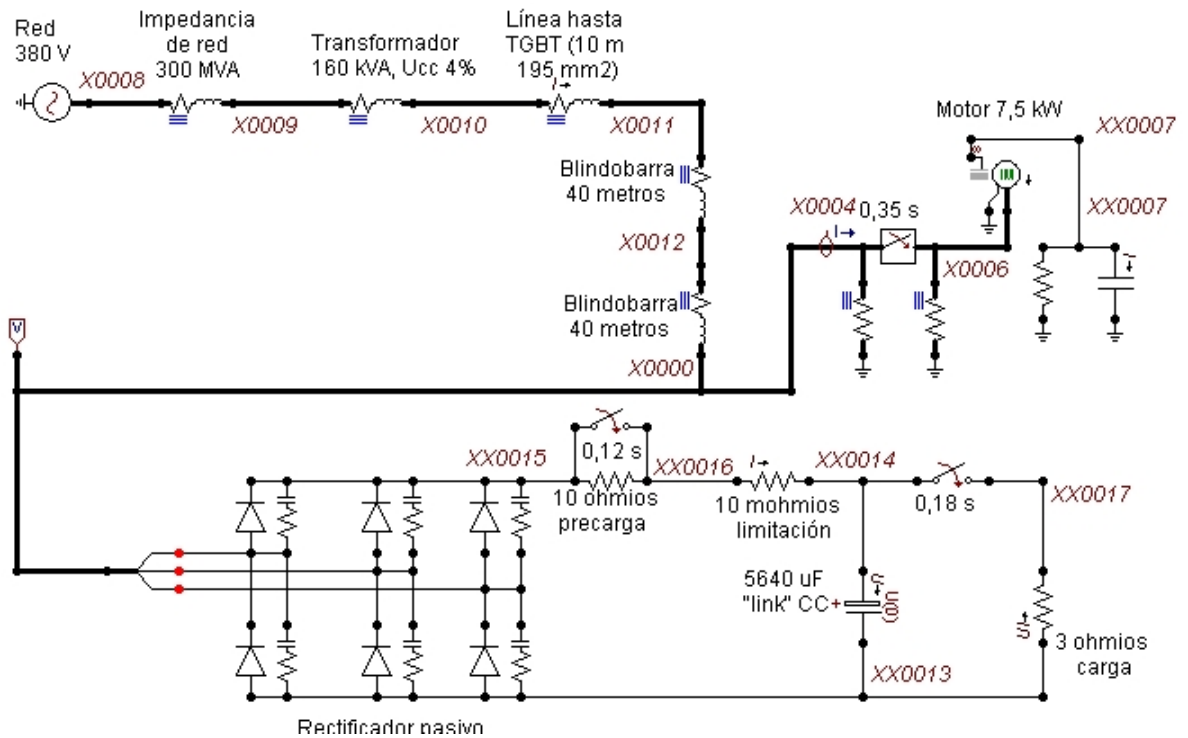 Red
380 V
X0008
Impedancia
de red
300 MVA
X0009
Transformador
160 kVA, Ucc 4%
X0010
Línea hasta
TGBT (10 m
195 mm2)
I
X0011
Blindobarra
40 metros
X0012
Blindobarra
40 metros
X0000
Motor 7,5 kW
XX0007
XX0007
X0004
I
0,35 s
X0006
I
V
XX0015
0,12 s
10 ohmios
precarga
XX0016
I
10 mohmios
limitación
XX0014
0,18 s
XX0017
5640 uF
"link" CC
+
U(0)
XX0013
3 ohmios
carga
Rectificador pasivo